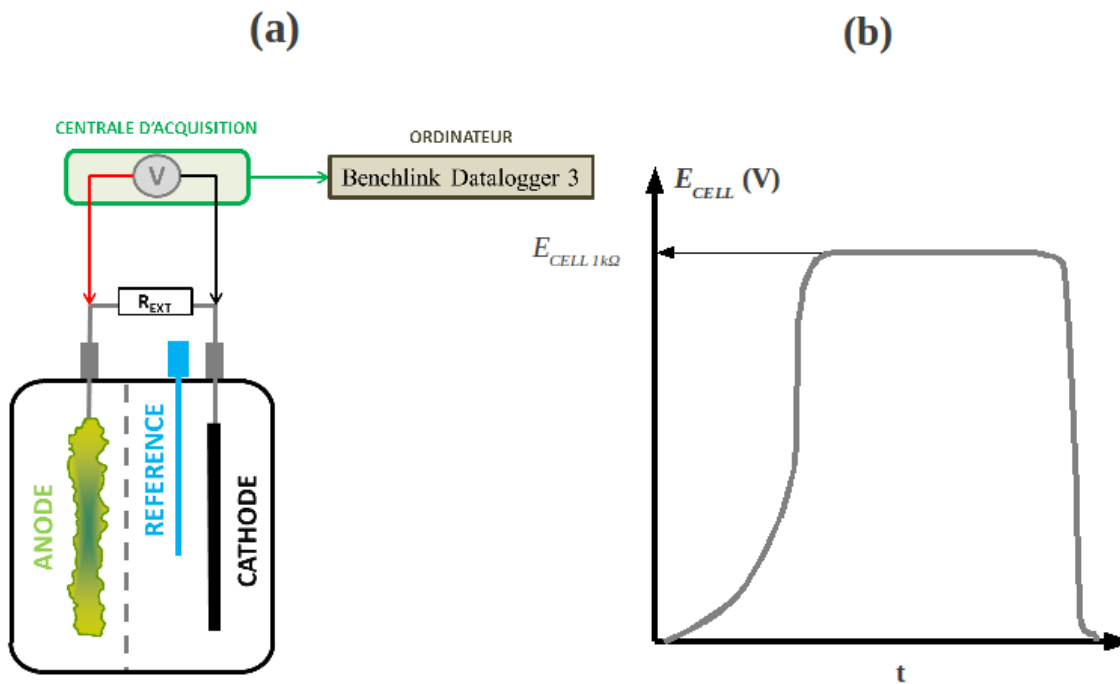 (a)
CENTRALE D'ACQUISITION
V
ORDINATEUR
Benchlink Datalogger 3
R_EXT
ANODE
REFERENCE
CATHODE
(b)
E_CELL (V)
E_CELL 1kΩ
t